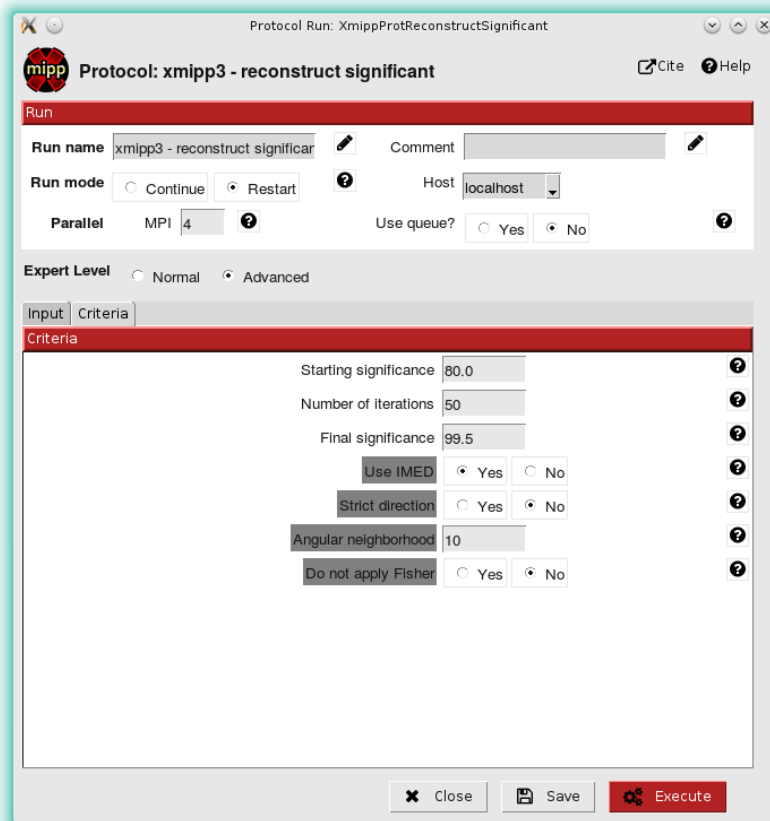 Protocol Run: XmippProtReconstructSignificant
mipp
Protocol: xmipp3 - reconstruct significant
Cite
Help
Run
Run name xmipp3 - reconstruct significar Comment
Run mode Continue Restart Host localhost
Parallel MPI 4 Use queue? Yes No
Expert Level Normal Advanced
Input Criteria
Criteria
Starting significance 80.0
Number of iterations 50
Final significance 99.5
Use IMED Yes No
Strict direction Yes No
Angular neighborhood 10
Do not apply Fisher Yes No
Close Save Execute